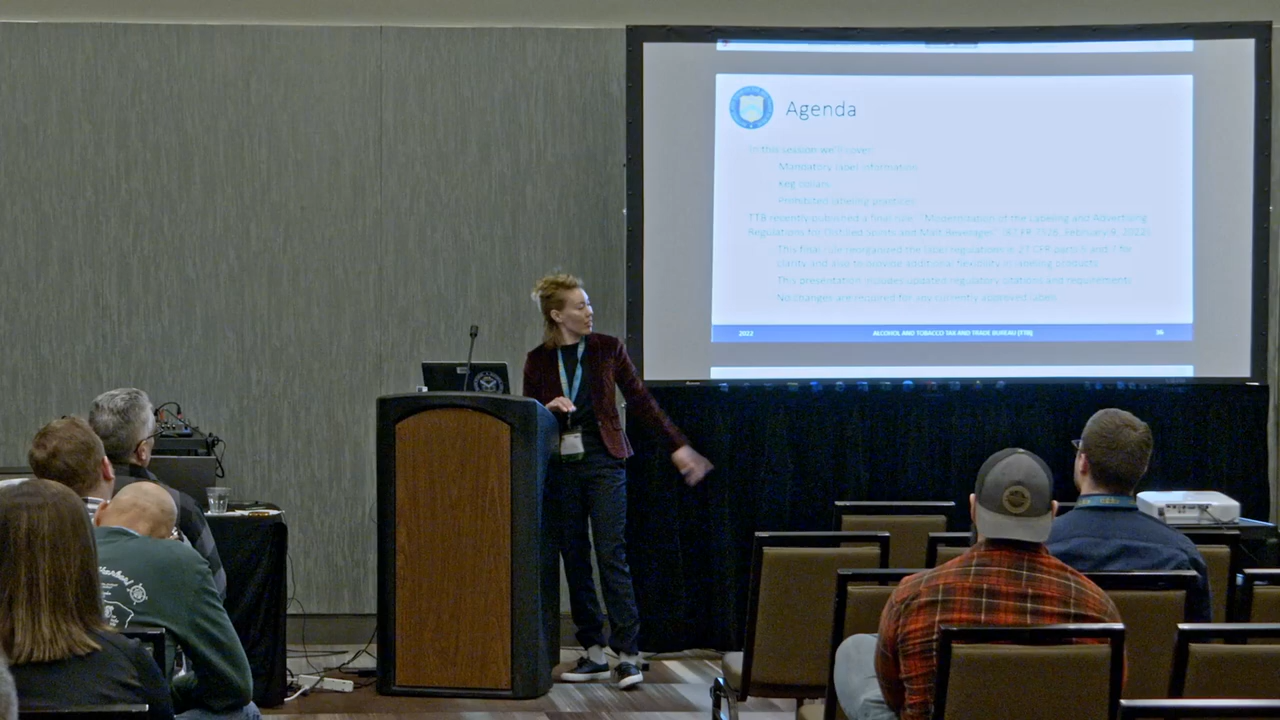 Agenda
In this session we'll cover:
Mandatory label information
Keg collars
Prohibited labeling practices
TTB recently published a final rule, "Modernization of the Labeling and Advertising
Regulations for Distilled Spirits and Malt Beverages" (87 FR 7526, February 9, 2022)
This final rule reorganized the label regulations in 27 CFR parts 5 and 7 for
clarity and also to provide additional flexibility in labeling products
This presentation includes updated regulatory citations and requirements
No changes are required for any currently approved labels
2022 ALCOHOL AND TOBACCO TAX AND TRADE BUREAU (TTB) 36